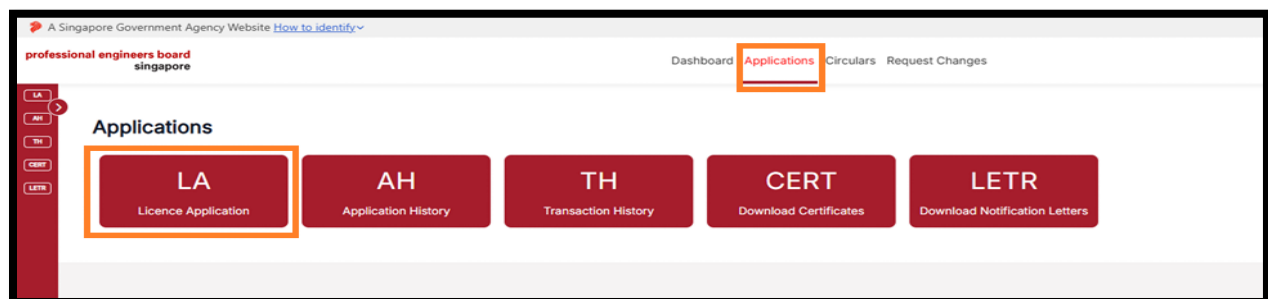 A Singapore Government Agency Website How to identify
professional engineers board
singapore
Dashboard Applications Circulars Request Changes
LA
AH
TH
CERT
LETR
Applications
LA
Licence Application
AH
Application History
TH
Transaction History
CERT
Download Certificates
LETR
Download Notification Letters